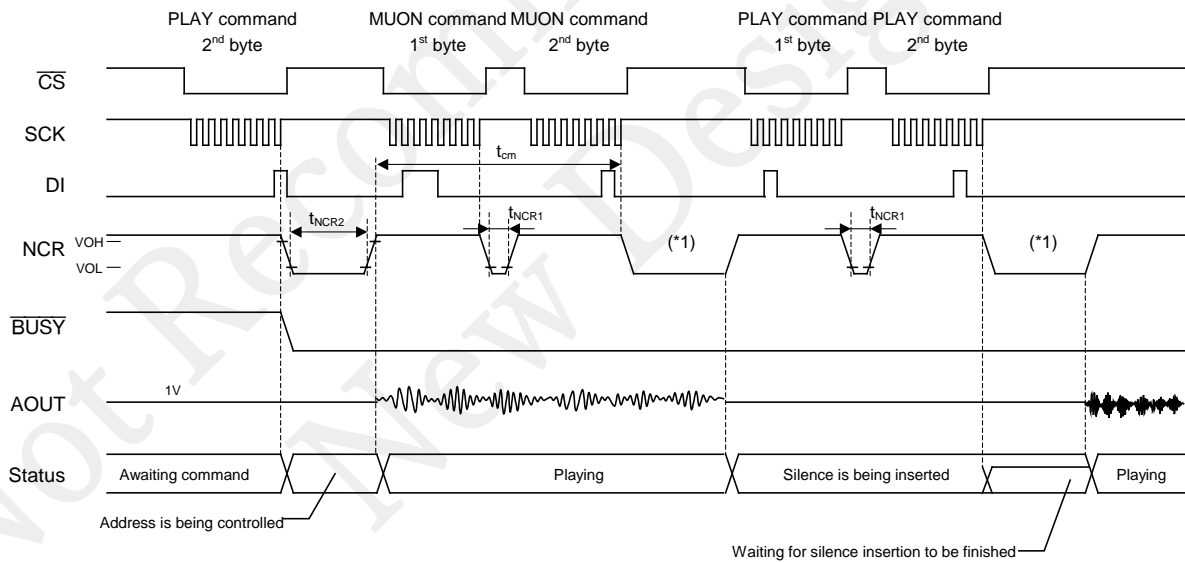 PLAY command
2nd byte
MUON command
1st byte
MUON command
2nd byte
PLAY command
1st byte
PLAY command
2nd byte
CS
SCK
tcm
DI
tNCR2
tNCR1
tNCR1
NCR
VOH
VOL
(*1)
(*1)
BUSY
1V
AOUT
Status
Awaiting command
Playing
Silence is being inserted
Playing
Address is being controlled
Waiting for silence insertion to be finished